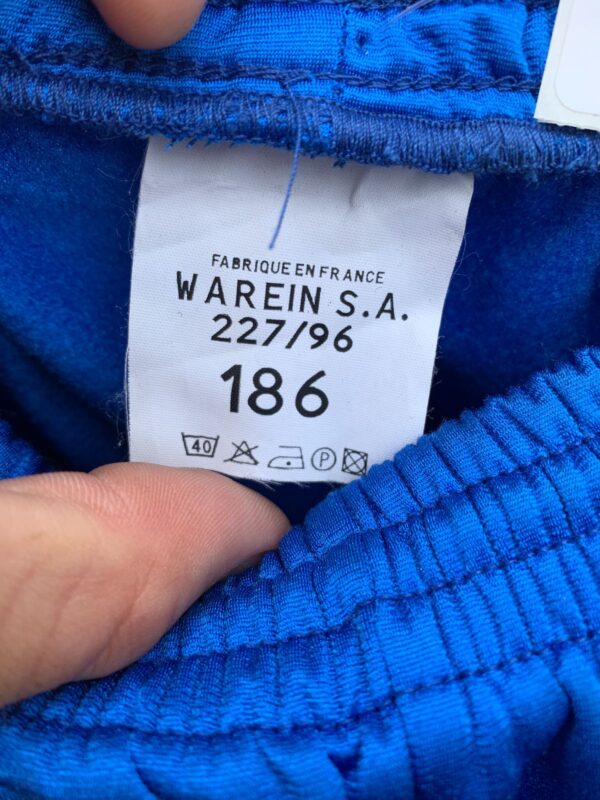 FABRIQUE EN FRANCE
WAREIN S.A.
227/96
186
40 P